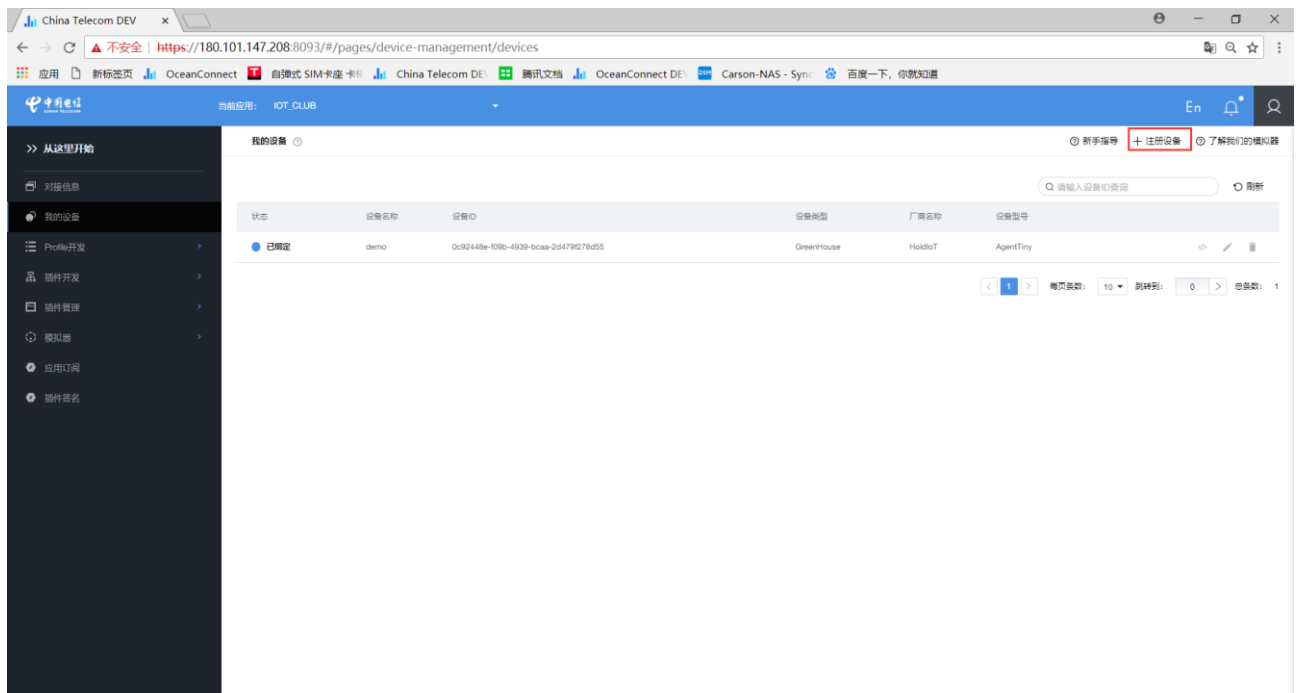 China Telecom DEV
不安全 https://180.101.147.208:8093/#/pages/device-management/devices
应用 新标签页 OceanConnect 自弹式 SIM卡座 China Telecom DE 腾讯文档 OceanConnect DE Carson-NAS - Syn 百度一下，你就知道
中国电信 CHINA TELECOM 当前应用： IOT_CLUB En
>> 从这里开始
我的设备 新手指导 + 注册设备 了解我们的模拟器
对接信息
请输入设备ID查询 刷新
我的设备
状态 设备名称 设备ID 设备类型 厂商名称 设备型号
Profile开发
已绑定 demo 0c92448e-f09b-4939-bcaa-2d479f278d55 GreenHouse HoldIoT AgentTiny
插件开发
< 1 > 每页条数： 10 跳转到： 0 > 总条数： 1
插件管理
模拟器
应用订阅
插件签名